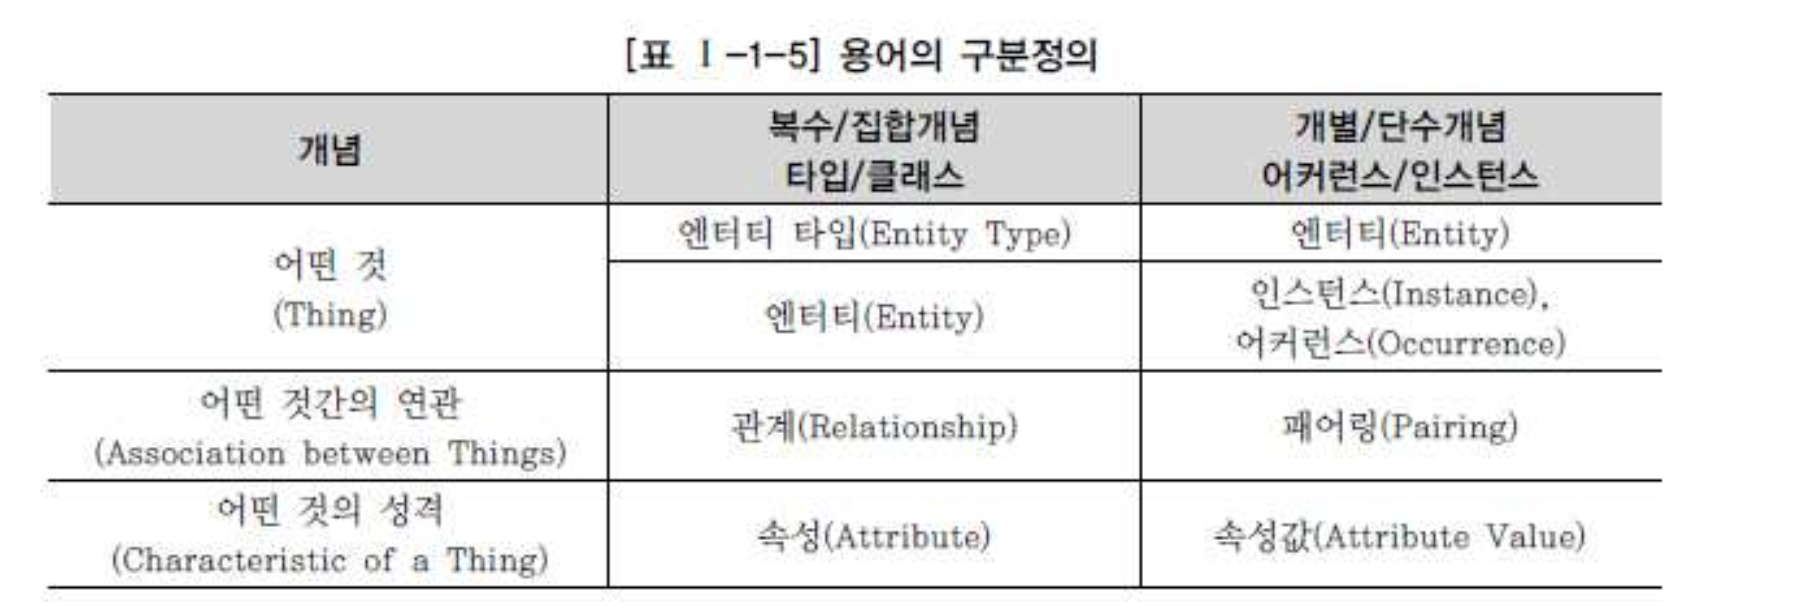 [표 Ⅰ-1-5] 용어의 구분정의
개념
복수/집합개념
타입/클래스
개별/단수개념
어커런스/인스턴스
어떤 것
(Thing)
엔터티 타입(Entity Type)
엔터티(Entity)
엔터티(Entity)
인스턴스(Instance),
어커런스(Occurrence)
어떤 것간의 연관
(Association between Things)
관계(Relationship)
패어링(Pairing)
어떤 것의 성격
(Characteristic of a Thing)
속성(Attribute)
속성값(Attribute Value)